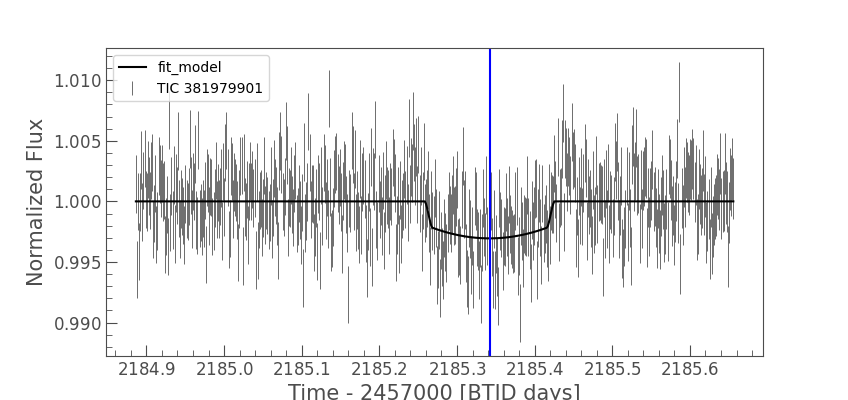 fit_model
TIC 381979901
1.010
1.005
1.000
0.995
0.990
Normalized Flux
2184.9 2185.0 2185.1 2185.2 2185.3 2185.4 2185.5 2185.6
Time - 2457000 [BTJD days]